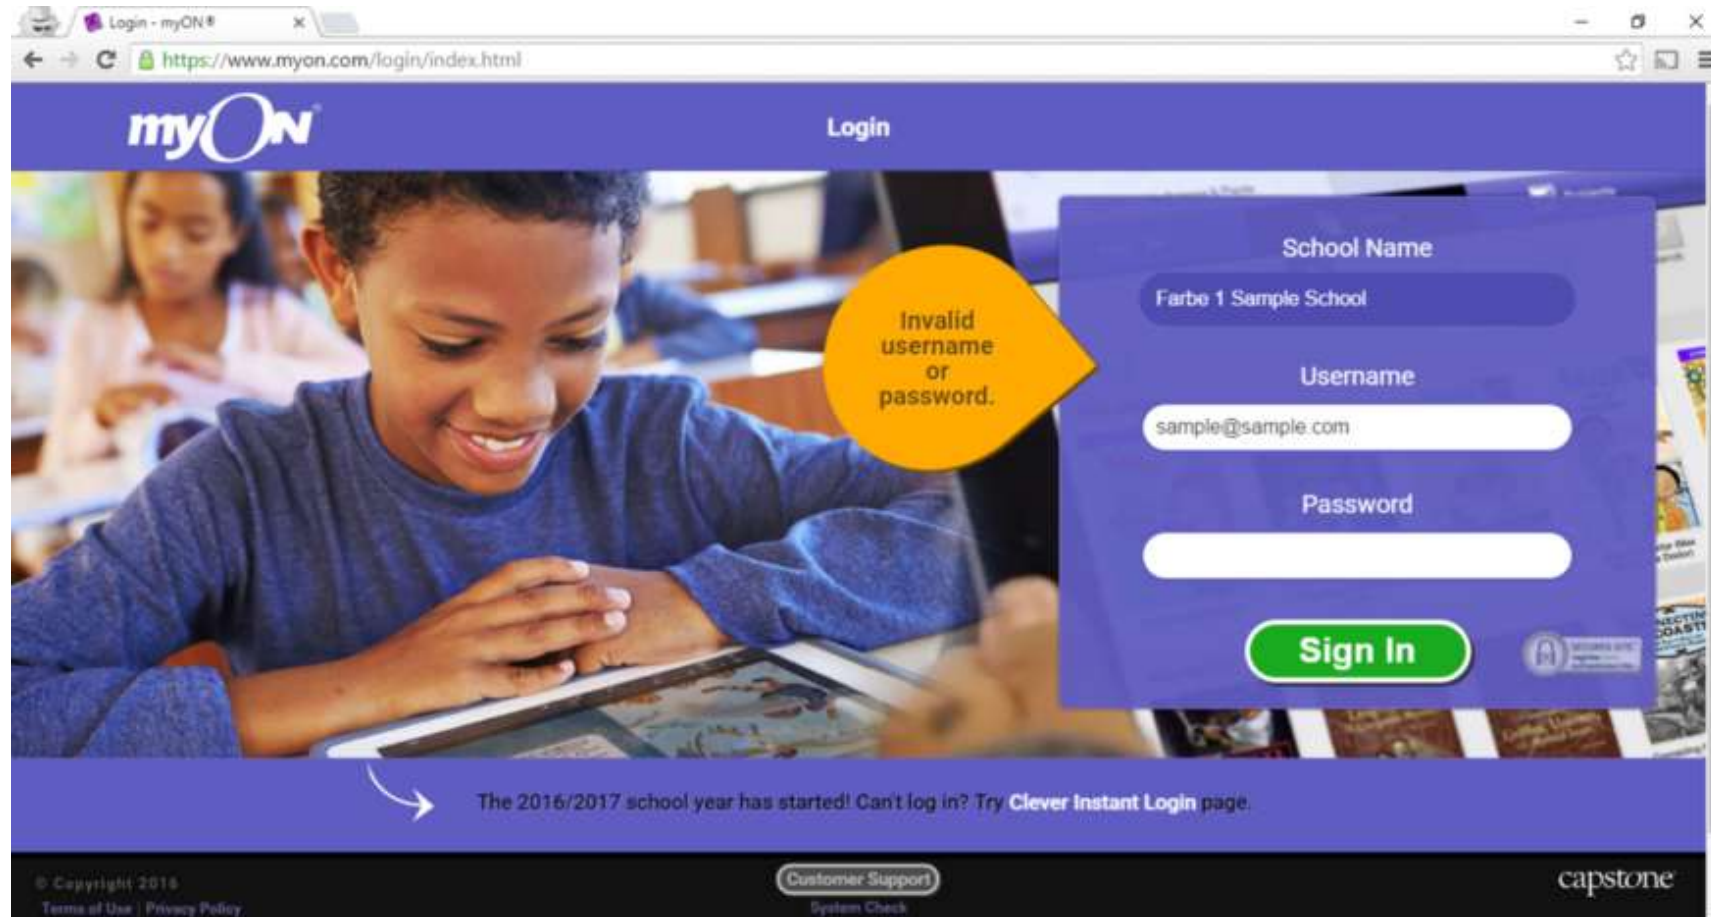 Login - myON®
https://www.myon.com/login/index.html
myON®
Login
School Name
Farbe 1 Sample School
Invalid
username
or
password.
Username
sample@sample.com
Password
Sign In
The 2016/2017 school year has started! Can't log in? Try Clever Instant Login page.
© Copyright 2016
Customer Support
capstone
Terms of Use | Privacy Policy
System Check